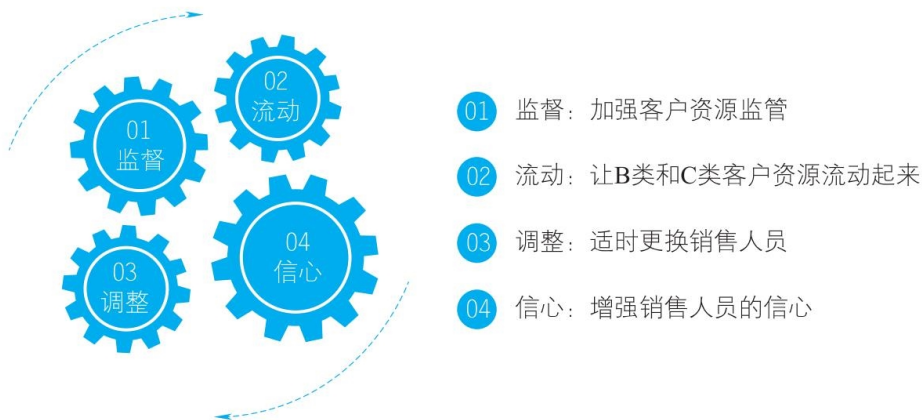 01
监督
02
流动
03
调整
04
信心
01 监督：加强客户资源监管
02 流动：让B类和C类客户资源流动起来
03 调整：适时更换销售人员
04 信心：增强销售人员的信心